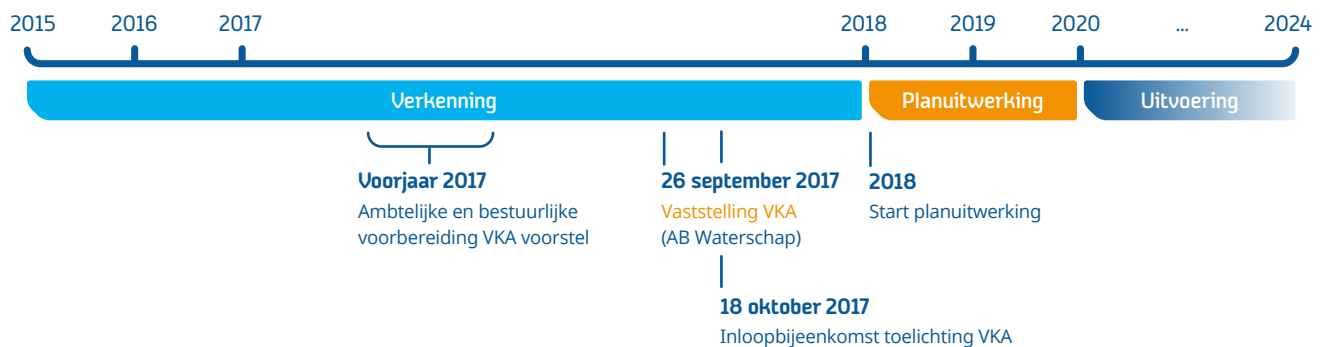 2015 2016 2017 2018 2019 2020 ... 2024
Verkenning Planuitwerking Uitvoering
Voorjaar 2017
Ambtelijke en bestuurlijke
voorbereiding VKA voorstel
26 september 2017
Vaststelling VKA
(AB Waterschap)
18 oktober 2017
Inloopbijeenkomst toelichting VKA
2018
Start planuitwerking